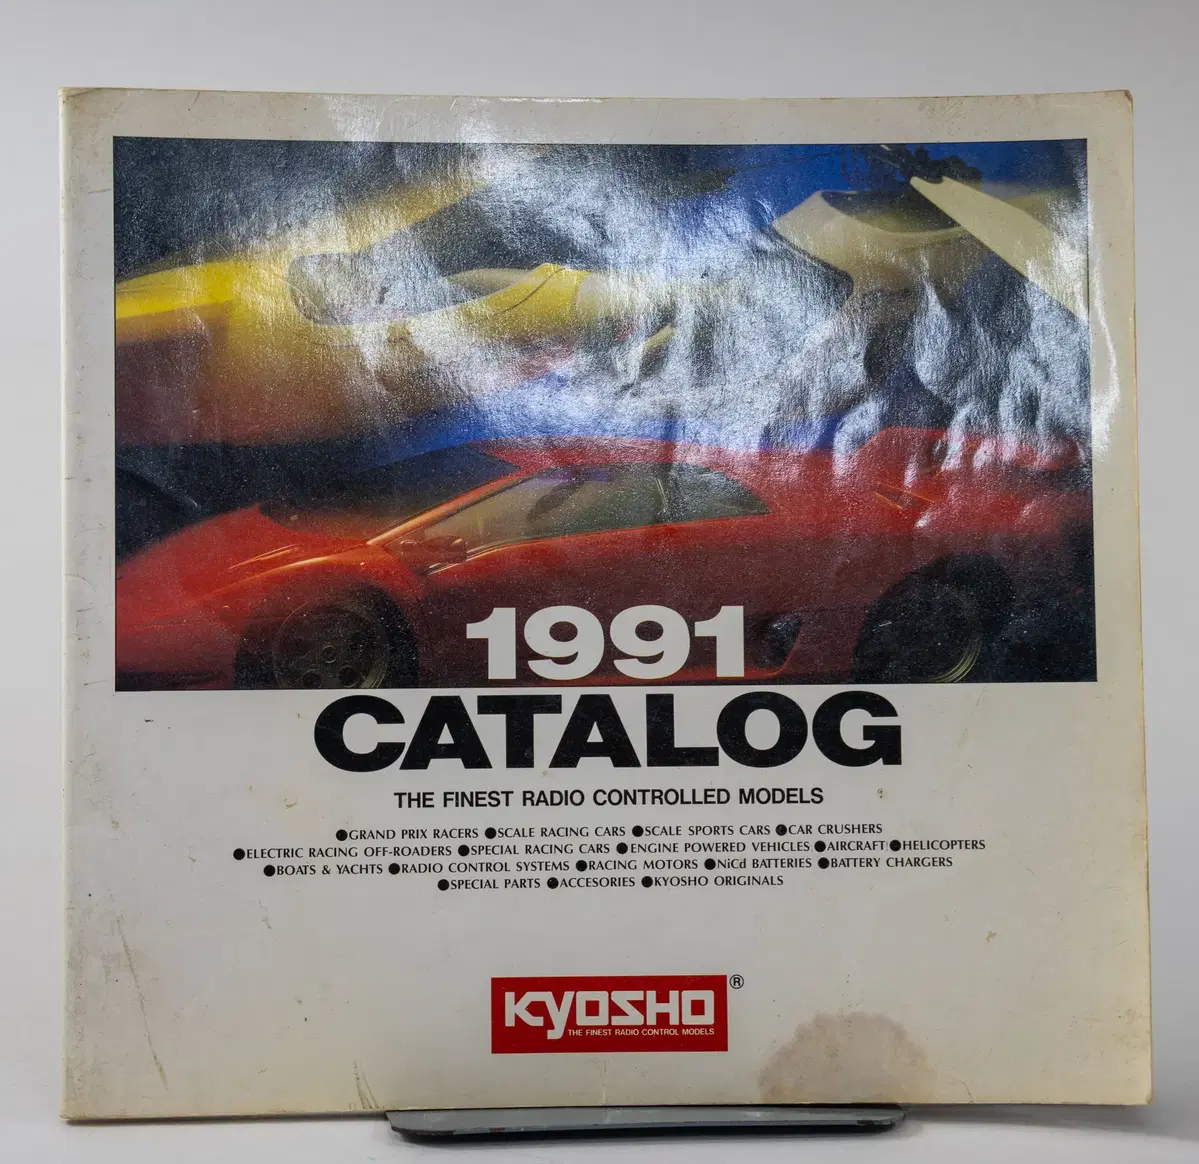 1991
CATALOG
THE FINEST RADIO CONTROLLED MODELS
●GRAND PRIX RACERS ●SCALE RACING CARS ●SCALE SPORTS CARS ●CAR CRUSHERS
●ELECTRIC RACING OFF-ROADERS ●SPECIAL RACING CARS ●ENGINE POWERED VEHICLES ●AIRCRAFT ●HELICOPTERS
●BOATS & YACHTS ●RADIO CONTROL SYSTEMS ●RACING MOTORS ●NiCd BATTERIES ●BATTERY CHARGERS
●SPECIAL PARTS ●ACCESORIES ●KYOSHO ORIGINALS
KYOSHO®
THE FINEST RADIO CONTROL MODELS